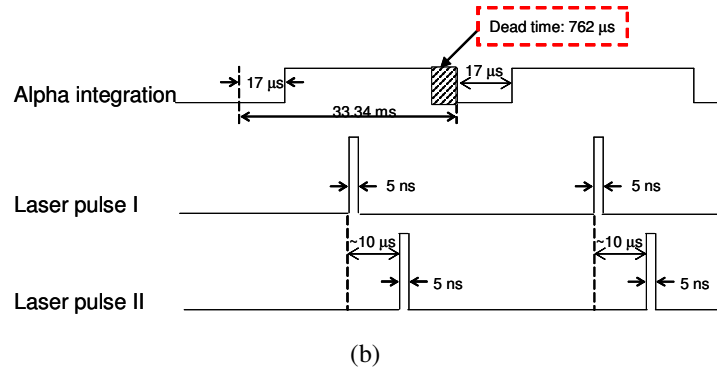 Dead time: 762 µs
17 µs
17 µs
Alpha integration
33.34 ms
5 ns
5 ns
Laser pulse I
~10 µs
~10 µs
5 ns
5 ns
Laser pulse II
(b)